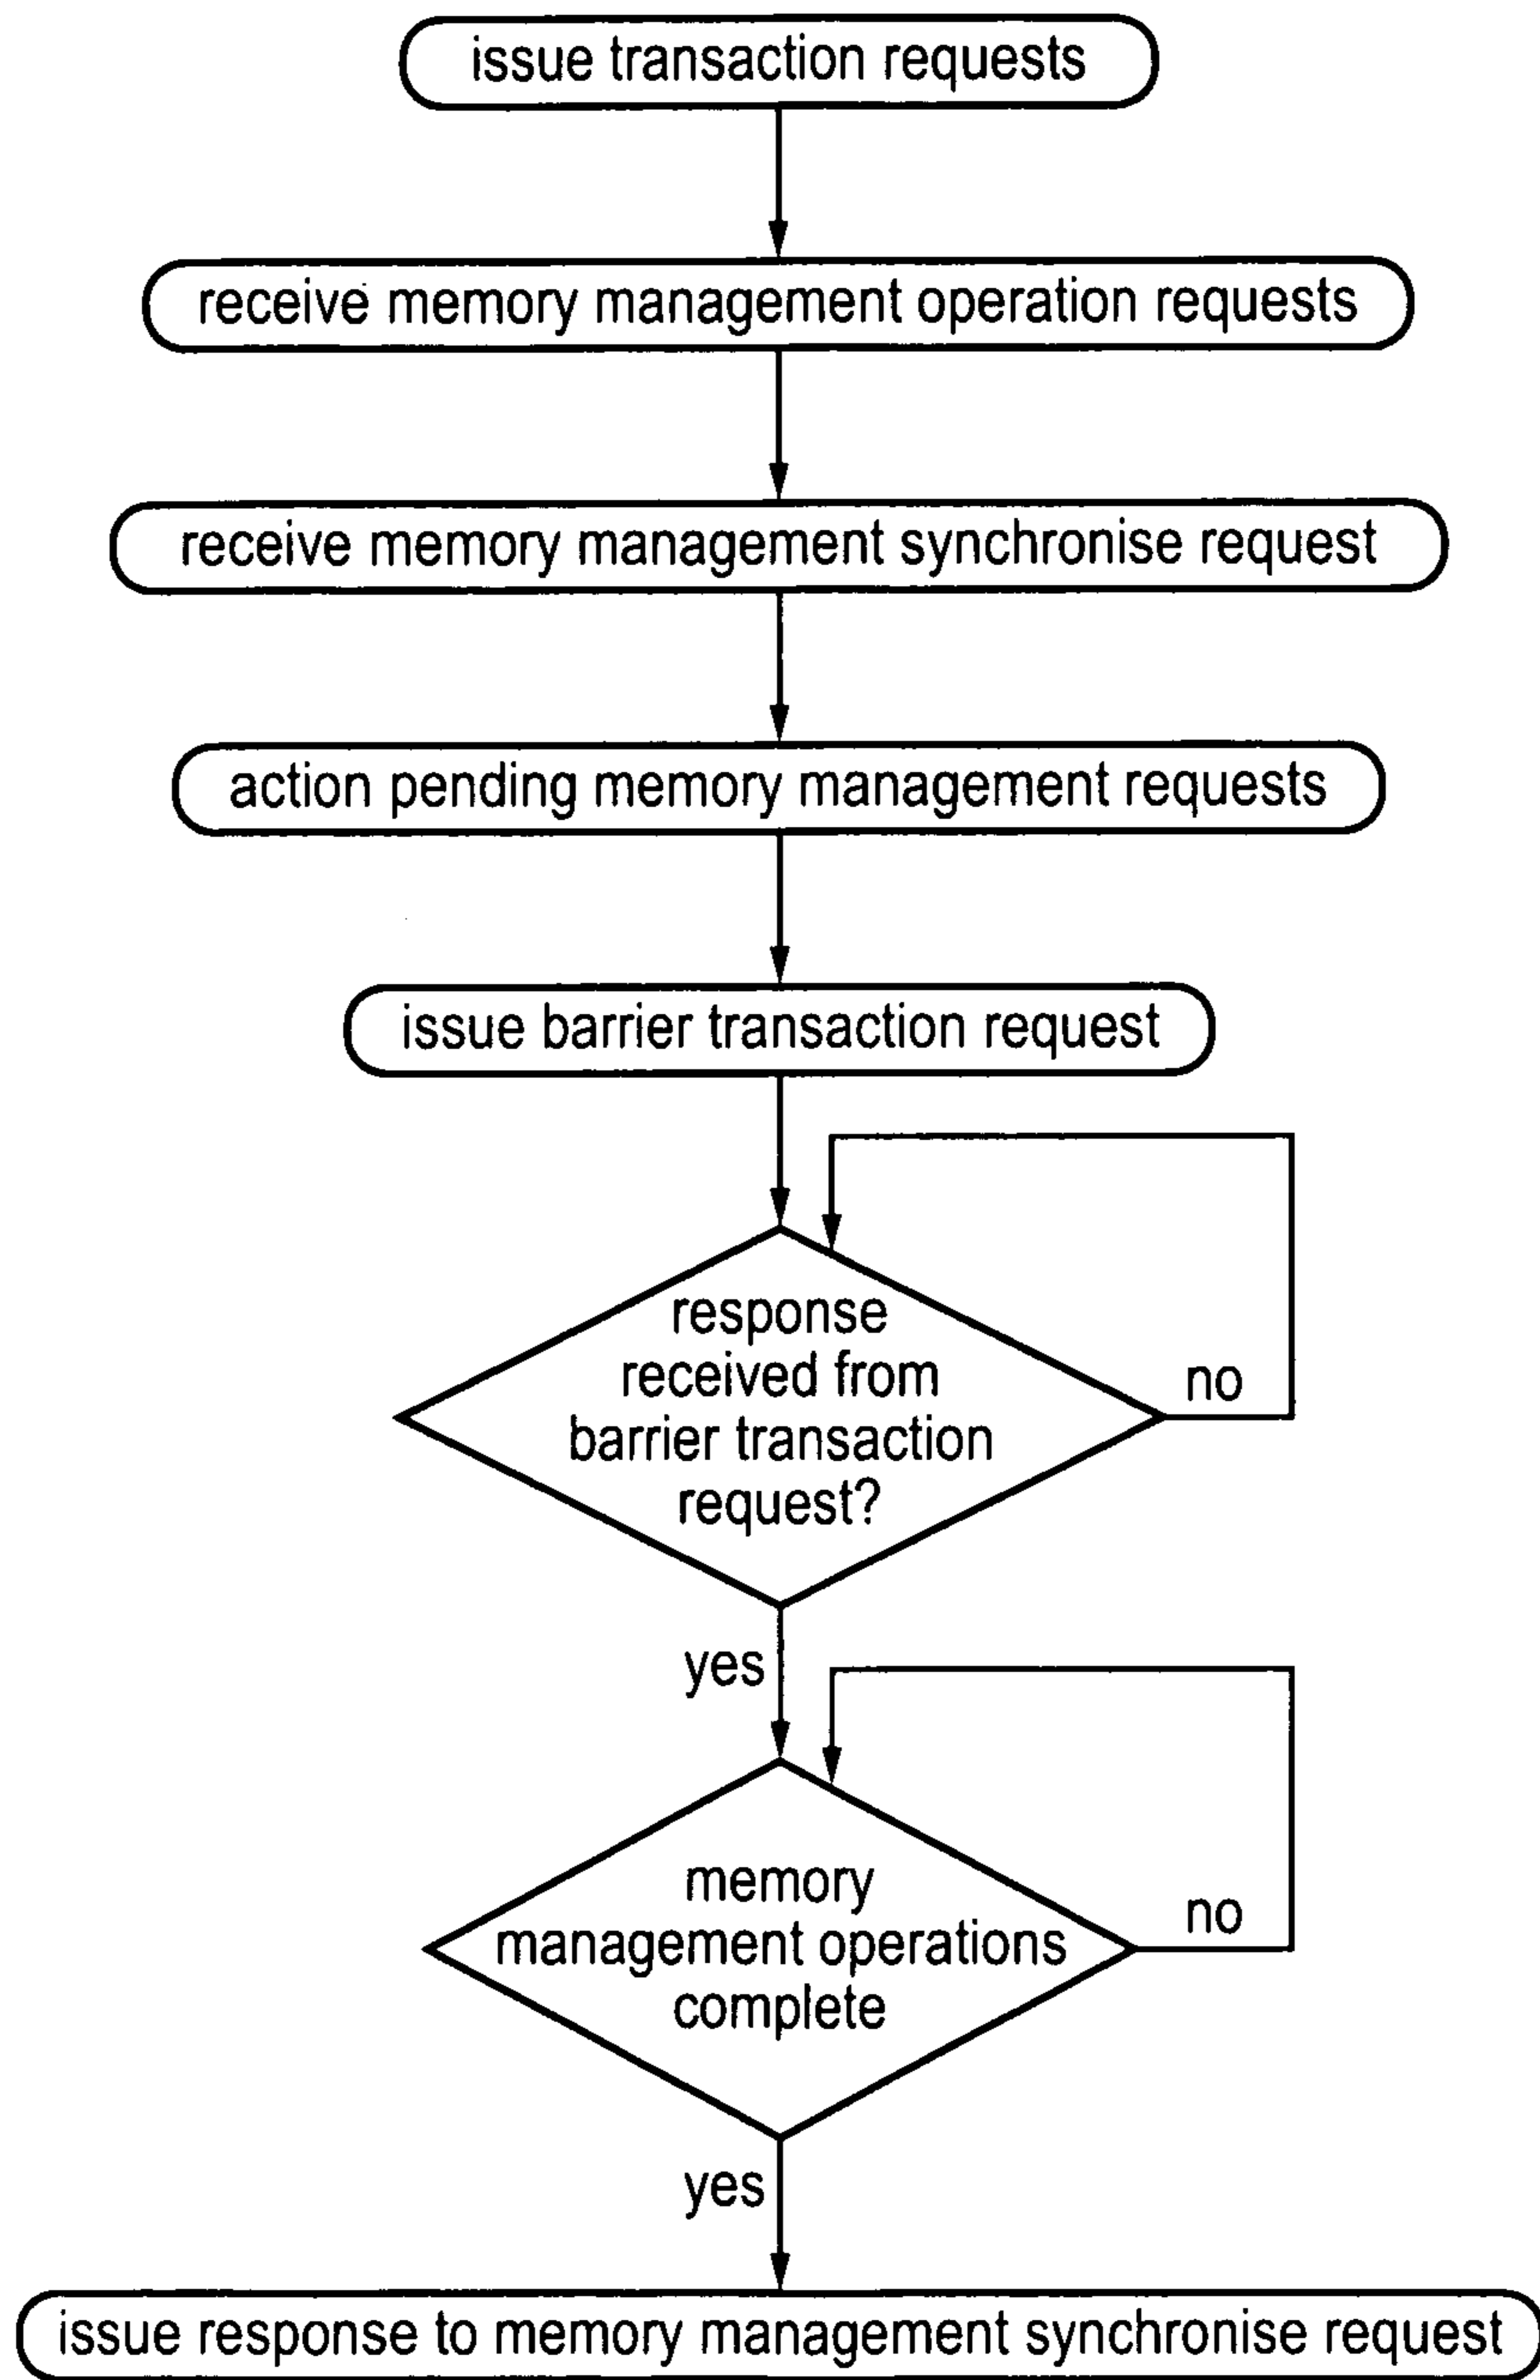 issue transaction requests
receive memory management operation requests
receive memory management synchronise request
action pending memory management requests
issue barrier transaction request
response
received from
barrier transaction
request?
no
yes
memory
management operations
complete
no
yes
issue response to memory management synchronise request